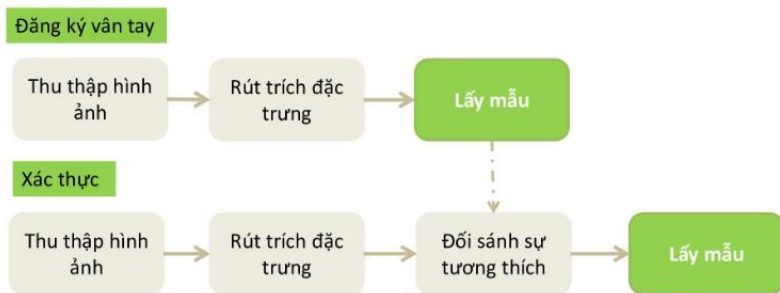 Đăng ký vân tay
Thu thập hình
ảnh
Rút trích đặc
trưng
Lấy mẫu
Xác thực
Thu thập hình
ảnh
Rút trích đặc
trưng
Đối sánh sự
tương thích
Lấy mẫu